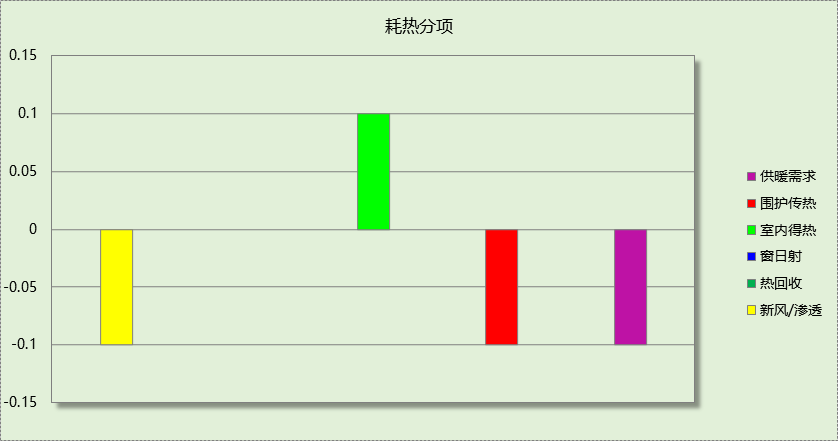 耗热分项
0.15
0.1
0.05
0
-0.05
-0.1
-0.15
供暖需求
围护传热
室内得热
窗日射
热回收
新风/渗透